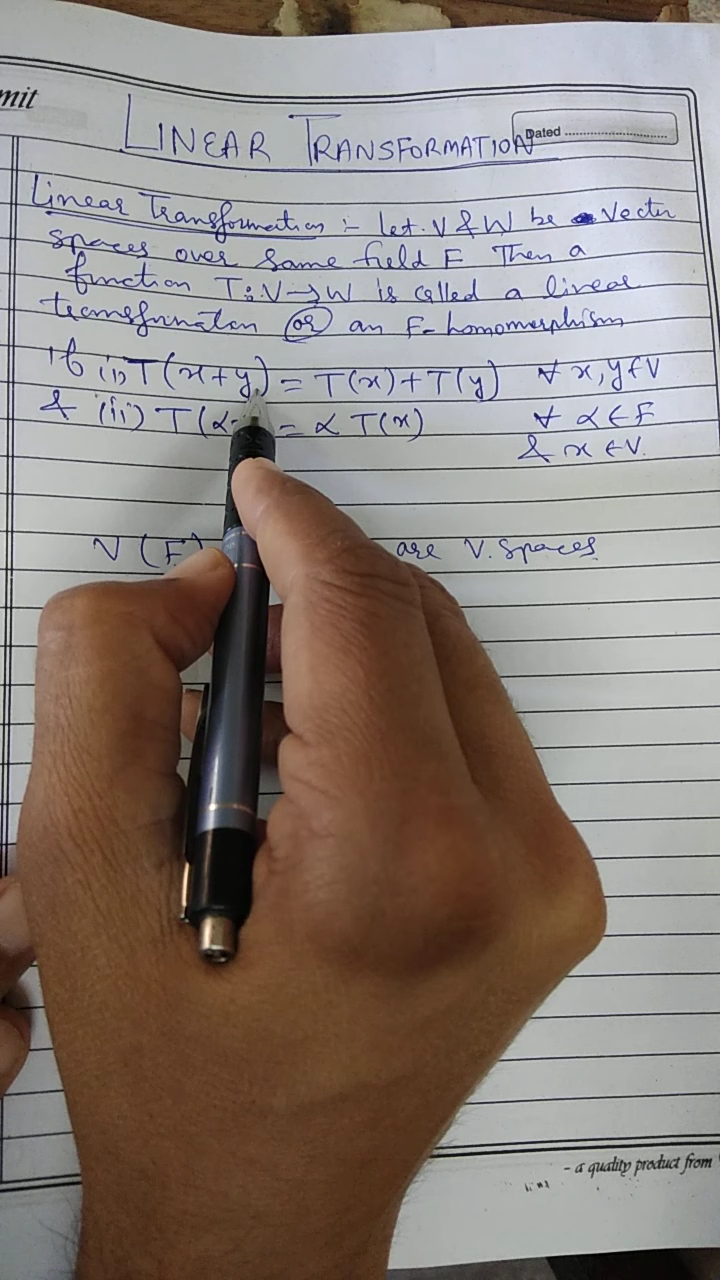 mit
LINEAR TRANSFORMATION
Dated
Linear Transformation :- let V & W be Vector
spaces over same field F Then a
function T: V→W is called a linear
transformation (or) an F-homomorphism
if (i) T(x+y) = T(x)+T(y) ∀ x,y∈V
& (ii) T(α = α T(x) ∀ α∈F
& x∈V.
V(F) are V. spaces
- a quality product from